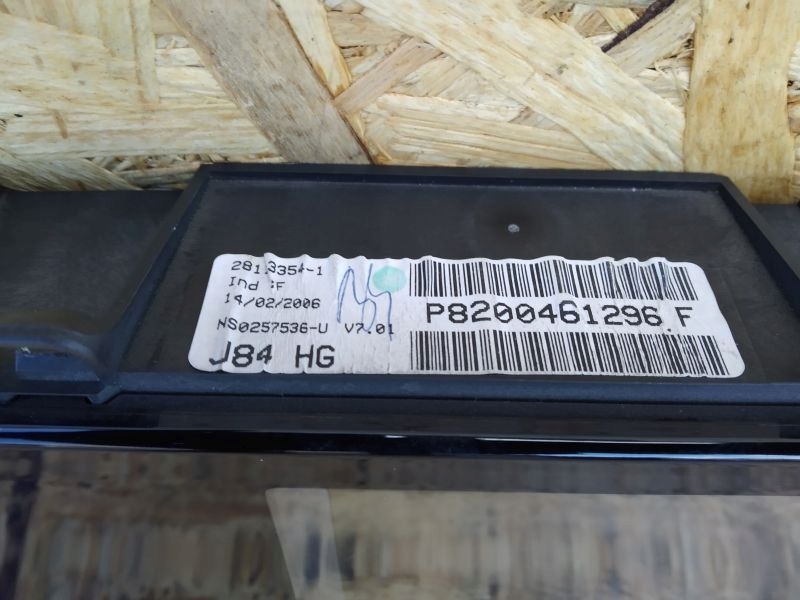 Ind :F
14/02/2006
NS0257536-U V7.01
J84 HG
P8200461296 F